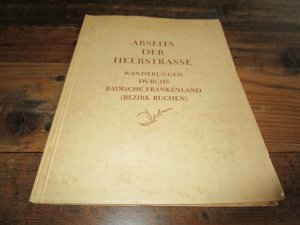 ABSEITS
DER
HEERSTRASSE
WANDERUNGEN
DURCHS
BADISCHE FRANKENLAND
(BEZIRK BUCHEN)